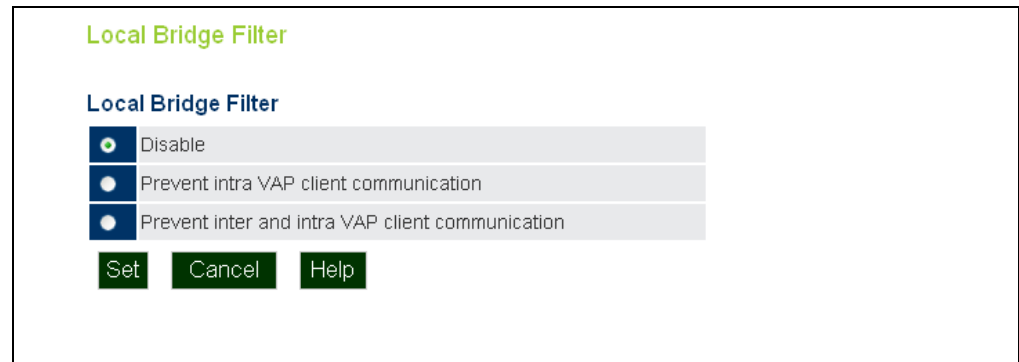 Local Bridge Filter
Local Bridge Filter
Disable
Prevent intra VAP client communication
Prevent inter and intra VAP client communication
Set Cancel Help